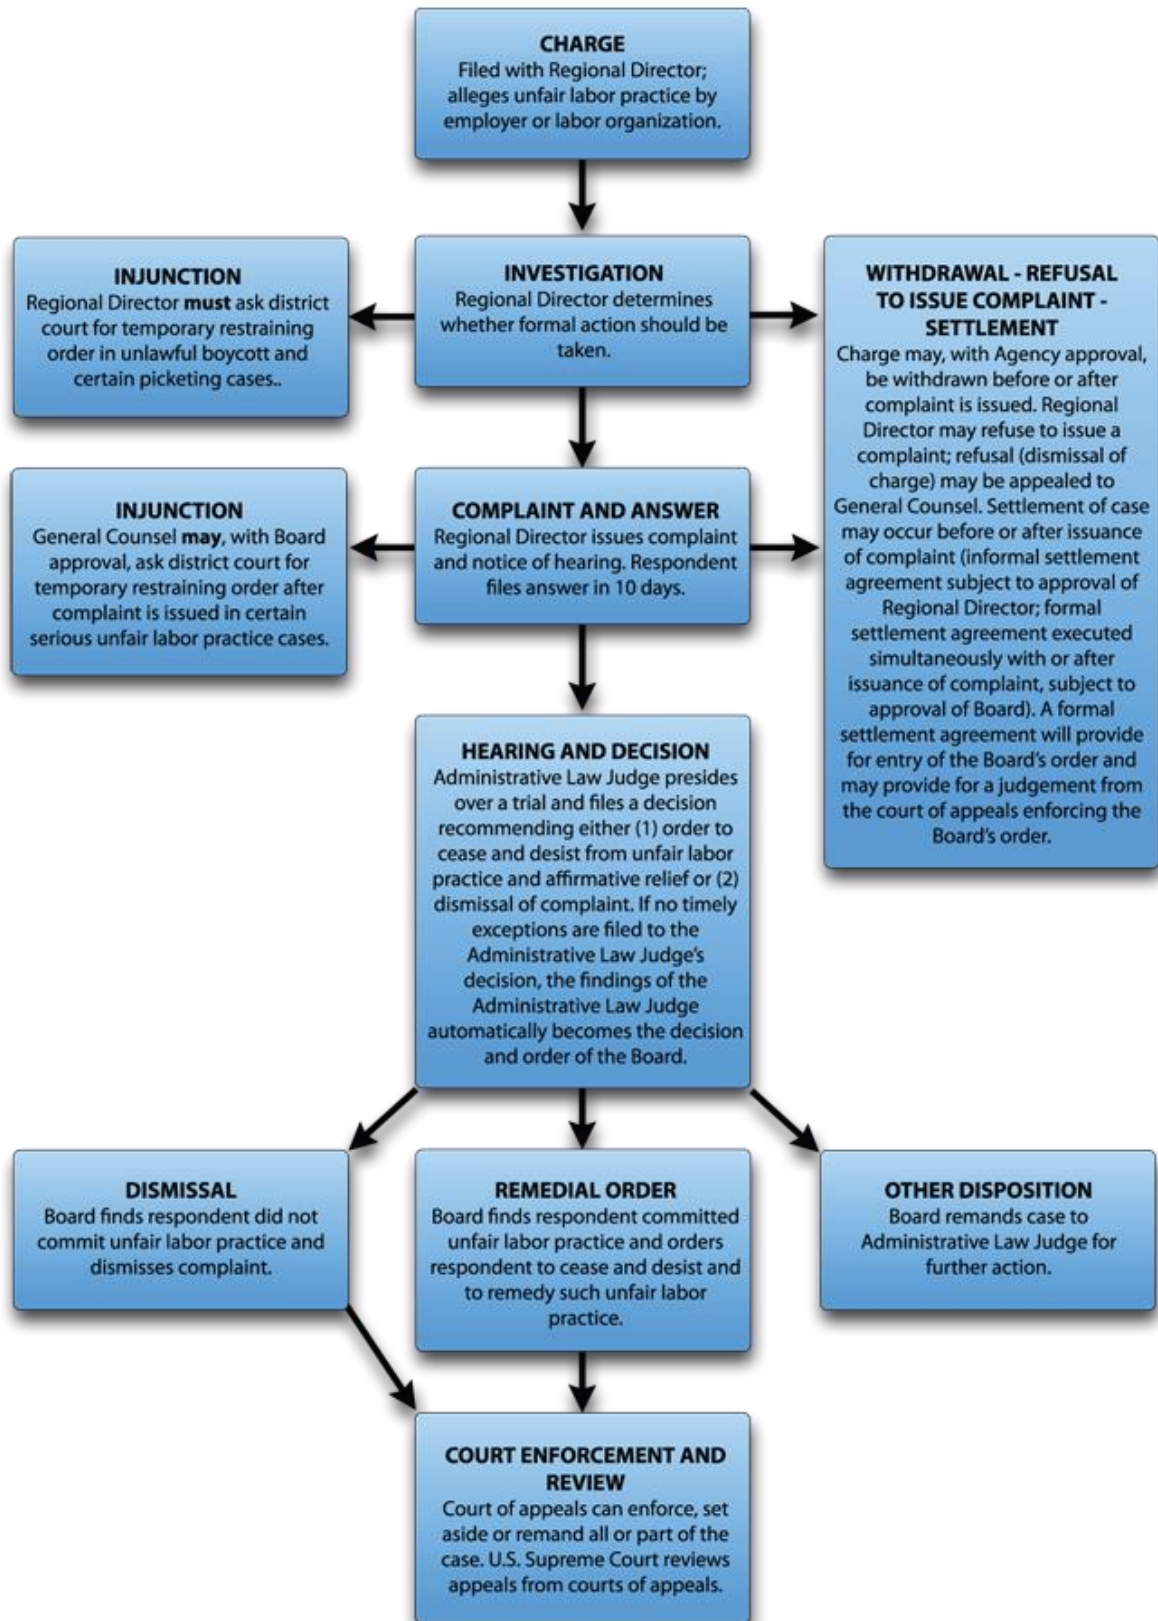 CHARGE
Filed with Regional Director;
alleges unfair labor practice by
employer or labor organization.
INJUNCTION
Regional Director must ask district
court for temporary restraining
order in unlawful boycott and
certain picketing cases..
INVESTIGATION
Regional Director determines
whether formal action should be
taken.
WITHDRAWAL - REFUSAL
TO ISSUE COMPLAINT -
SETTLEMENT
Charge may, with Agency approval,
be withdrawn before or after
complaint is issued. Regional
Director may refuse to issue a
complaint; refusal (dismissal of
charge) may be appealed to
General Counsel. Settlement of case
may occur before or after issuance
of complaint (informal settlement
agreement subject to approval of
Regional Director; formal
settlement agreement executed
simultaneously with or after
issuance of complaint, subject to
approval of Board). A formal
settlement agreement will provide
for entry of the Board's order and
may provide for a judgement from
the court of appeals enforcing the
Board's order.
INJUNCTION
General Counsel may, with Board
approval, ask district court for
temporary restraining order after
complaint is issued in certain
serious unfair labor practice cases.
COMPLAINT AND ANSWER
Regional Director issues complaint
and notice of hearing. Respondent
files answer in 10 days.
HEARING AND DECISION
Administrative Law Judge presides
over a trial and files a decision
recommending either (1) order to
cease and desist from unfair labor
practice and affirmative relief or (2)
dismissal of complaint. If no timely
exceptions are filed to the
Administrative Law Judge's
decision, the findings of the
Administrative Law Judge
automatically becomes the decision
and order of the Board.
DISMISSAL
Board finds respondent did not
commit unfair labor practice and
dismisses complaint.
REMEDIAL ORDER
Board finds respondent committed
unfair labor practice and orders
respondent to cease and desist and
to remedy such unfair labor
practice.
OTHER DISPOSITION
Board remands case to
Administrative Law Judge for
further action.
COURT ENFORCEMENT AND
REVIEW
Court of appeals can enforce, set
aside or remand all or part of the
case. U.S. Supreme Court reviews
appeals from courts of appeals.